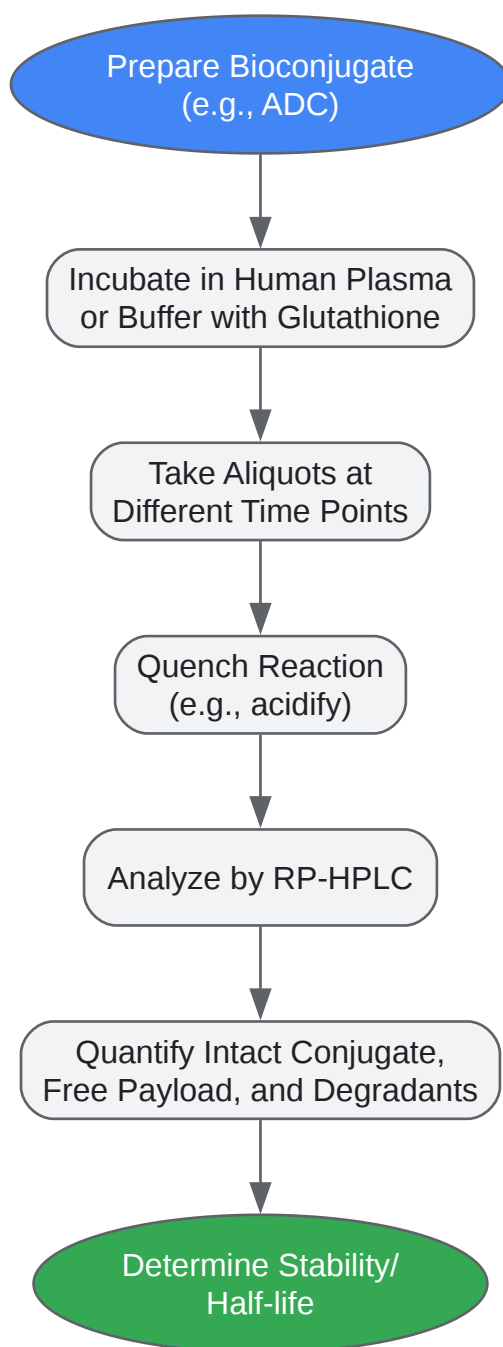 Prepare Bioconjugate
(e.g., ADC)
Incubate in Human Plasma
or Buffer with Glutathione
Take Aliquots at
Different Time Points
Quench Reaction
(e.g., acidify)
Analyze by RP-HPLC
Quantify Intact Conjugate,
Free Payload, and Degradants
Determine Stability/
Half-life